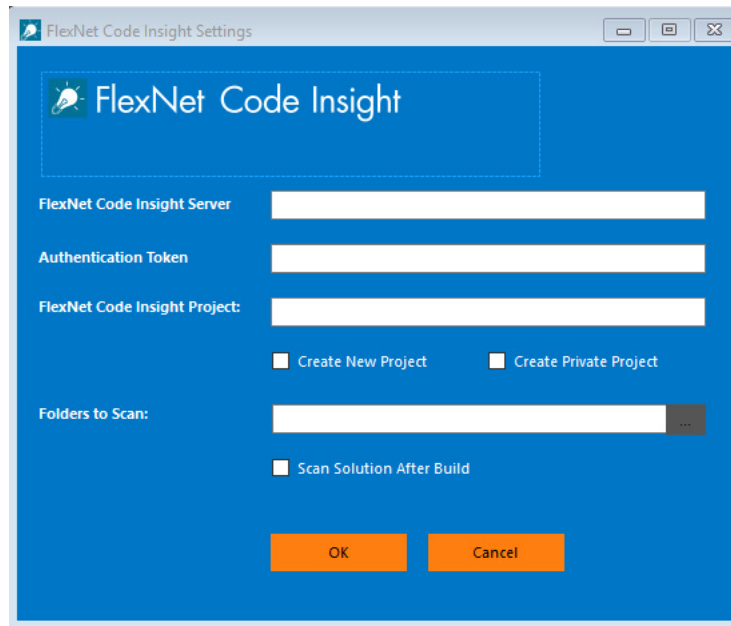 FlexNet Code Insight Settings
FlexNet Code Insight
FlexNet Code Insight Server
Authentication Token
FlexNet Code Insight Project:
Create New Project Create Private Project
Folders to Scan:
...
Scan Solution After Build
OK Cancel